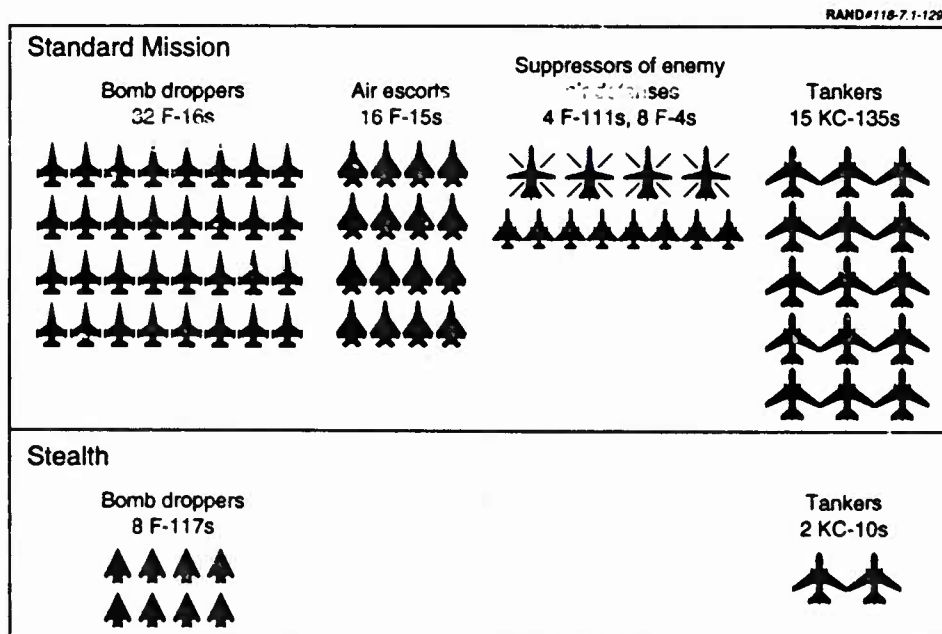 RAND#118-7.1-129
Standard Mission
Bomb droppers
32 F-16s
Air escorts
16 F-15s
Suppressors of enemy
4 F-111s, 8 F-4s
Tankers
15 KC-135s
Stealth
Bomb droppers
8 F-117s
Tankers
2 KC-10s